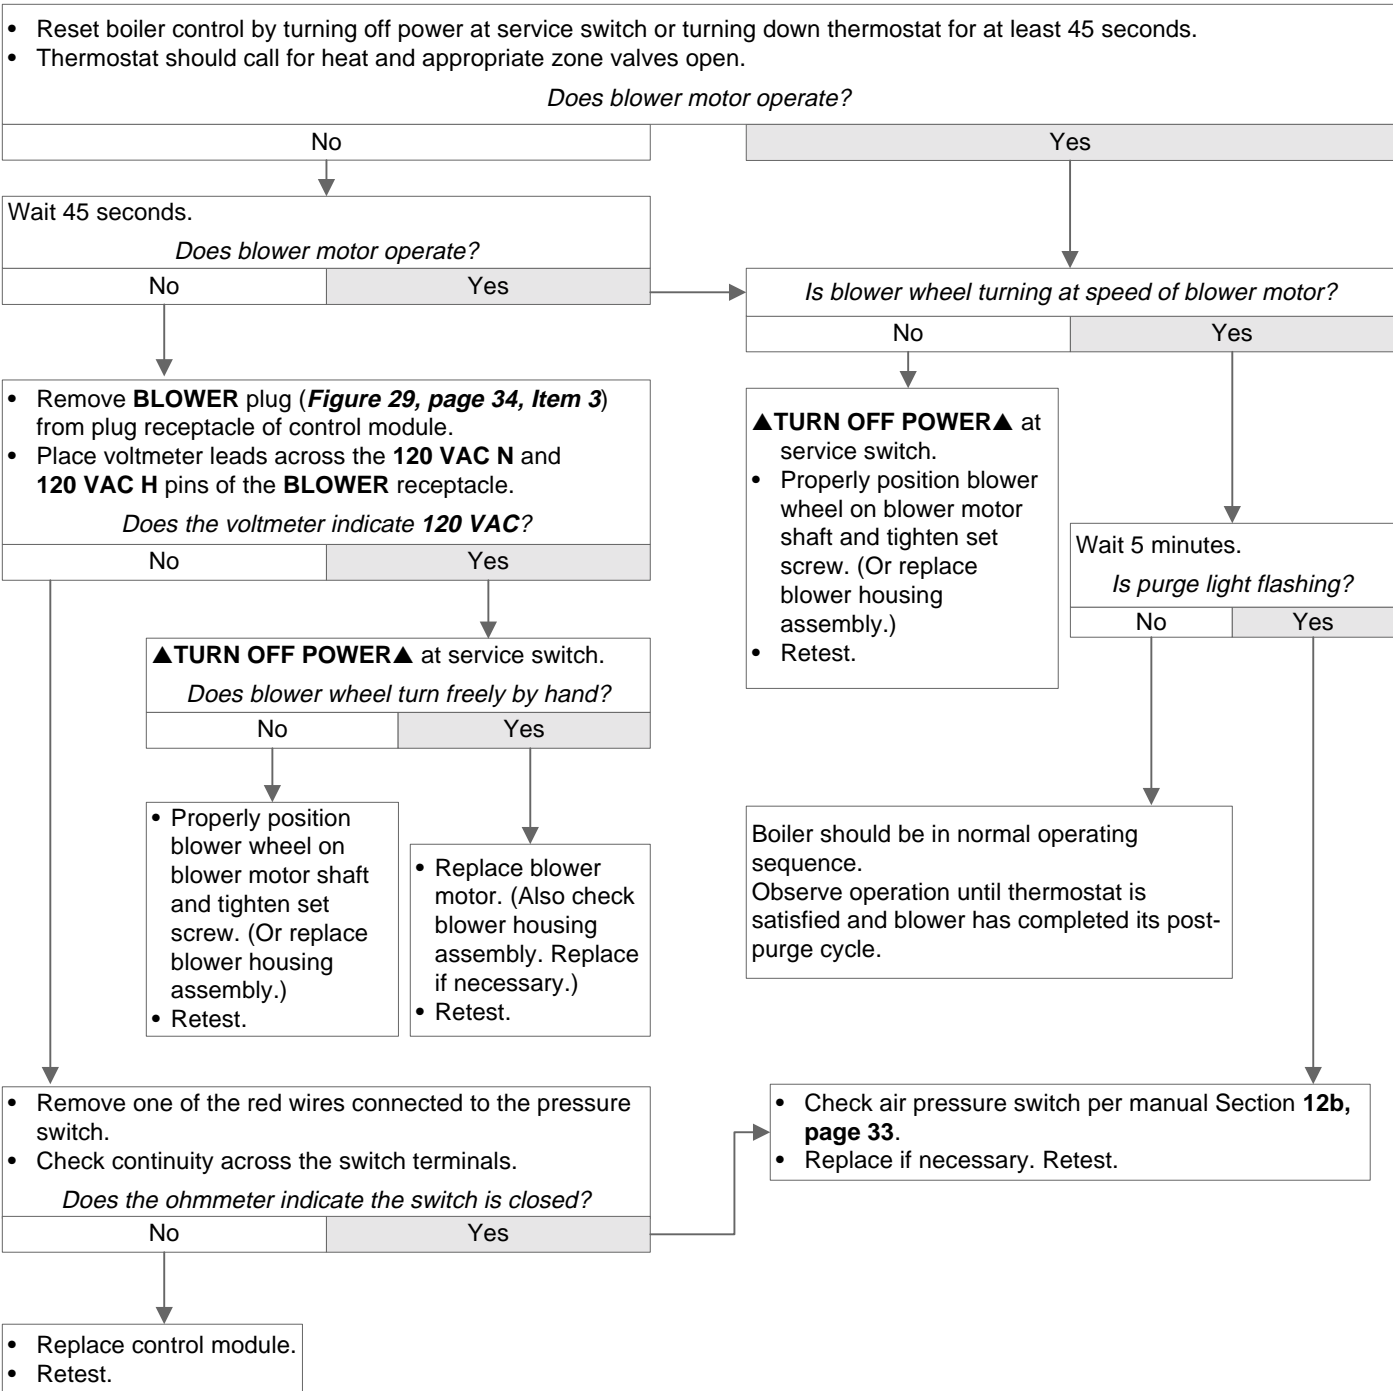 • Reset boiler control by turning off power at service switch or turning down thermostat for at least 45 seconds.
• Thermostat should call for heat and appropriate zone valves open.
Does blower motor operate?
No
Yes
Wait 45 seconds.
Does blower motor operate?
No
Yes
Is blower wheel turning at speed of blower motor?
No
Yes
• Remove BLOWER plug (Figure 29, page 34, Item 3)
from plug receptacle of control module.
• Place voltmeter leads across the 120 VAC N and
120 VAC H pins of the BLOWER receptacle.
Does the voltmeter indicate 120 VAC?
No
Yes
▲TURN OFF POWER▲ at
service switch.
• Properly position blower
wheel on blower motor
shaft and tighten set
screw. (Or replace
blower housing
assembly.)
• Retest.
Wait 5 minutes.
Is purge light flashing?
No
Yes
▲TURN OFF POWER▲ at service switch.
Does blower wheel turn freely by hand?
No
Yes
• Properly position
blower wheel on
blower motor shaft
and tighten set
screw. (Or replace
blower housing
assembly.)
• Retest.
• Replace blower
motor. (Also check
blower housing
assembly. Replace
if necessary.)
• Retest.
Boiler should be in normal operating
sequence.
Observe operation until thermostat is
satisfied and blower has completed its post-
purge cycle.
• Remove one of the red wires connected to the pressure
switch.
• Check continuity across the switch terminals.
Does the ohmmeter indicate the switch is closed?
No
Yes
• Check air pressure switch per manual Section 12b,
page 33.
• Replace if necessary. Retest.
• Replace control module.
• Retest.